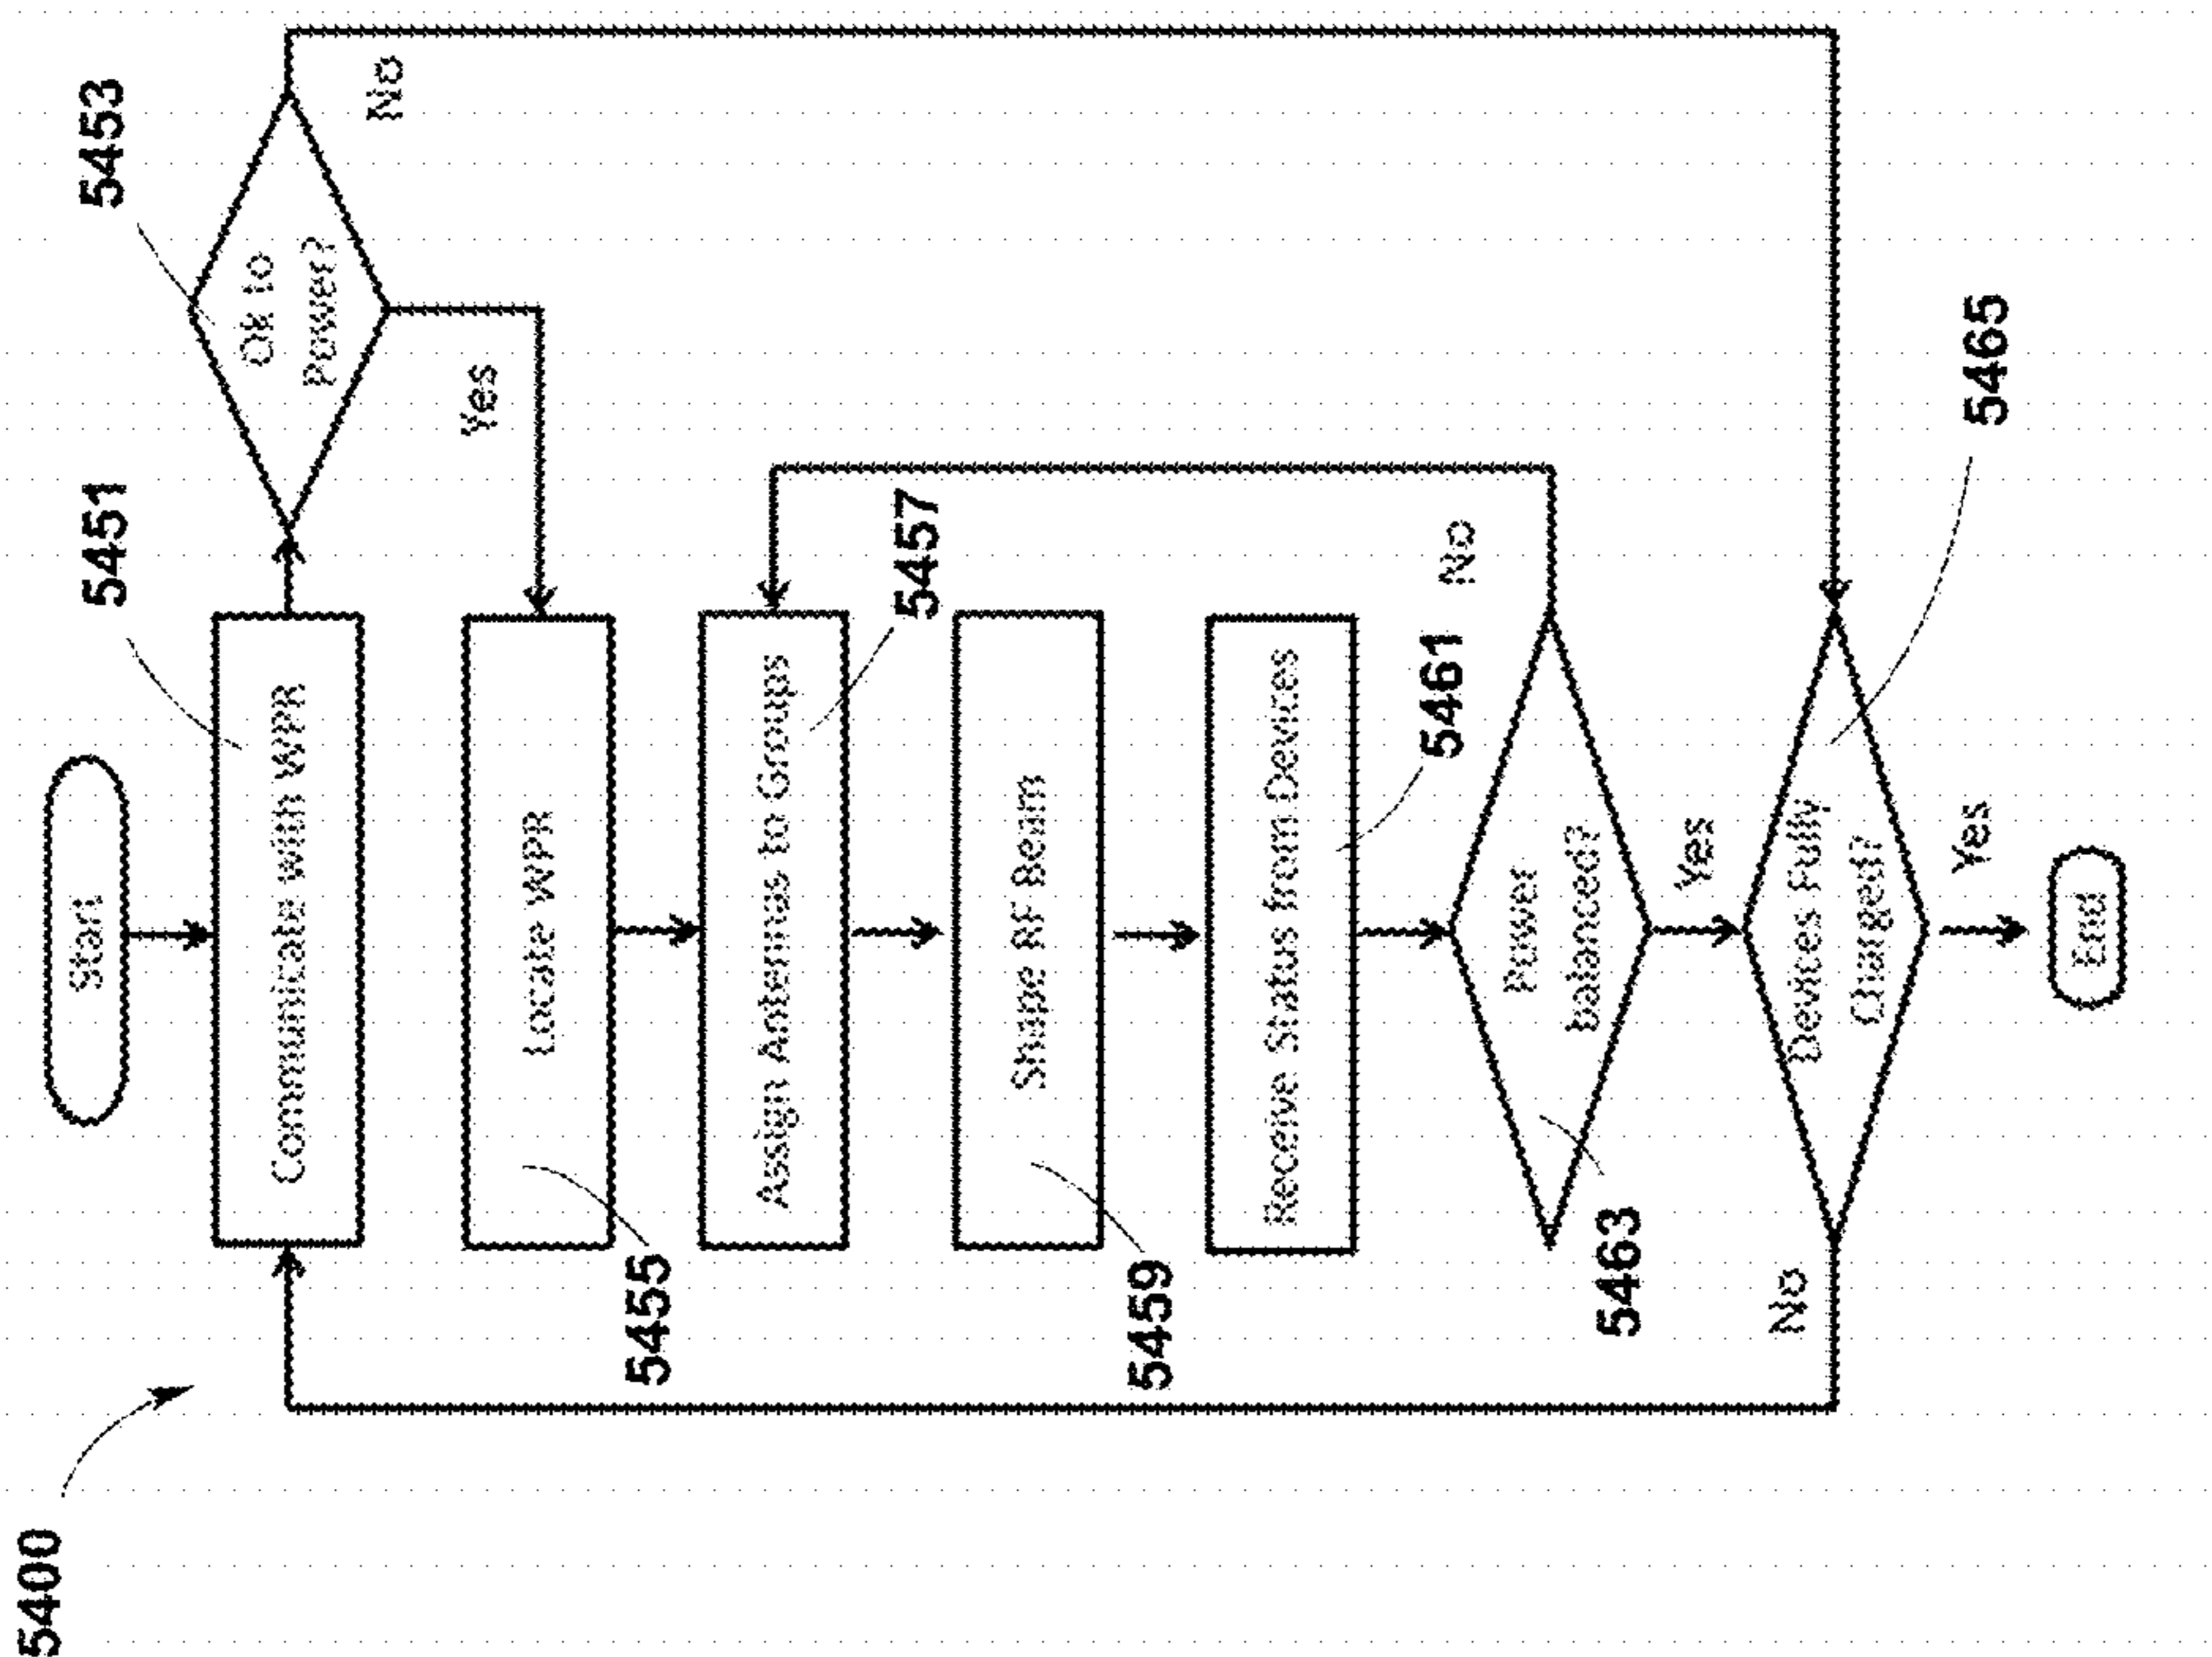 5400
Start
5451
Communicate with WPR
5453
Ok to
Power?
No
Yes
5455
Locate WPR
Assign Antennas to Groups
5457
5459
Shape RF Beam
Receive Status from Devices
5461
No
Power
balanced?
5463
Yes
5465
Devices Fully
Charged?
No
Yes
End